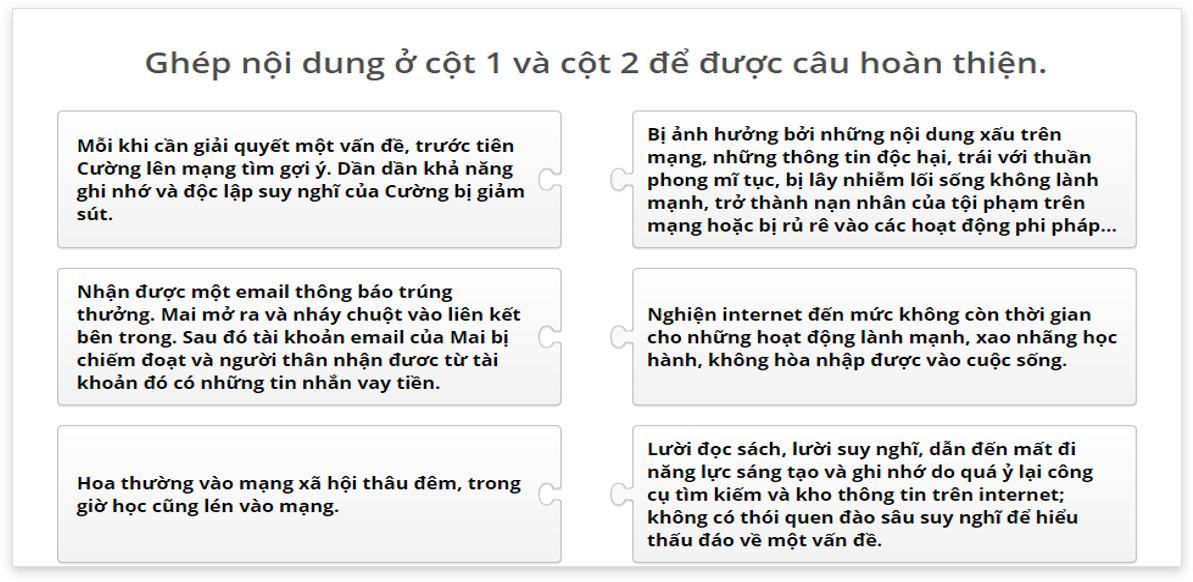 Ghép nội dung ở cột 1 và cột 2 để được câu hoàn thiện.
Mỗi khi cần giải quyết một vấn đề, trước tiên
Cường lên mạng tìm gợi ý. Dần dần khả năng
ghi nhớ và độc lập suy nghĩ của Cường bị giảm
sút.
Bị ảnh hưởng bởi những nội dung xấu trên
mạng, những thông tin độc hại, trái với thuần
phong mĩ tục, bị lây nhiễm lối sống không lành
mạnh, trở thành nạn nhân của tội phạm trên
mạng hoặc bị rủ rê vào các hoạt động phi pháp...
Nhận được một email thông báo trúng
thưởng. Mai mở ra và nháy chuột vào liên kết
bên trong. Sau đó tài khoản email của Mai bị
chiếm đoạt và người thân nhận đươc từ tài
khoản đó có những tin nhắn vay tiền.
Nghiện internet đến mức không còn thời gian
cho những hoạt động lành mạnh, xao nhãng học
hành, không hòa nhập được vào cuộc sống.
Hoa thường vào mạng xã hội thâu đêm, trong
giờ học cũng lén vào mạng.
Lười đọc sách, lười suy nghĩ, dẫn đến mất đi
năng lực sáng tạo và ghi nhớ do quá ỷ lại công
cụ tìm kiếm và kho thông tin trên internet;
không có thói quen đào sâu suy nghĩ để hiểu
thấu đáo về một vấn đề.